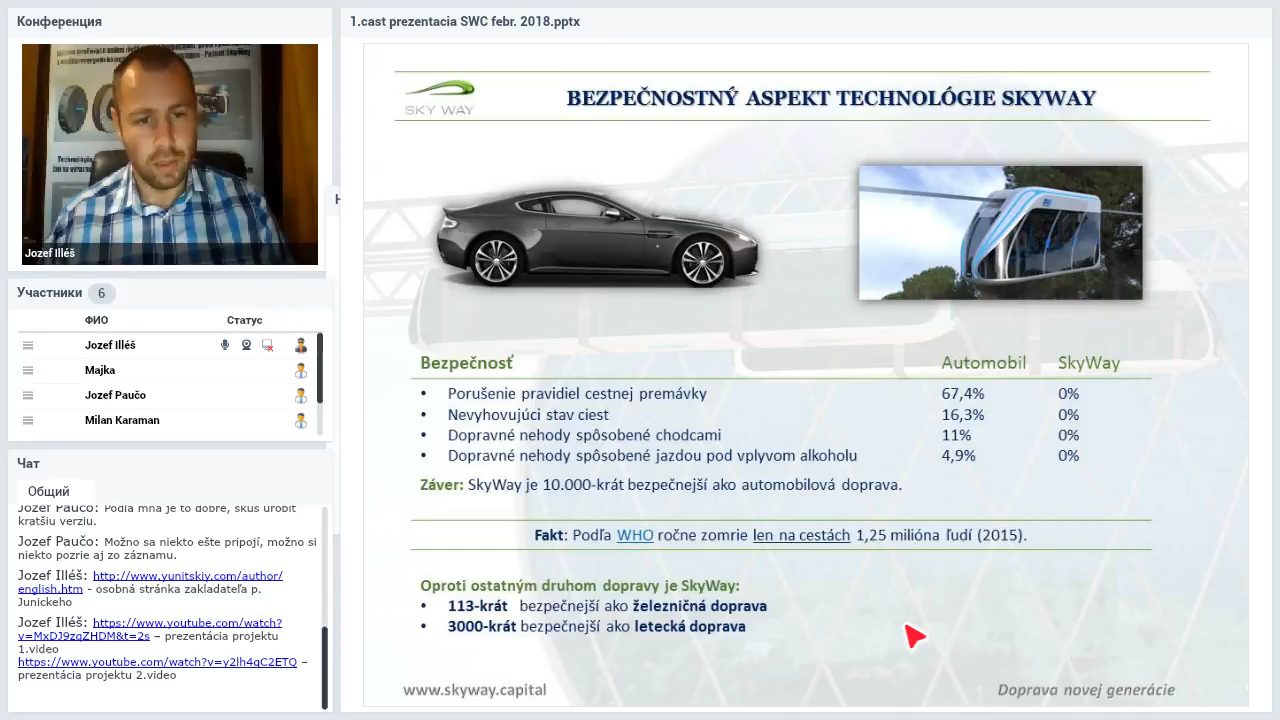 Конференция
Jozef Illéš
Участники 6
ФИО Статус
Jozef Illéš
Majka
Jozef Paučo
Milan Karaman
Чат
Общий
Jozef Paučo: Podľa mňa je to dobré, skús urobiť
kratšiu verziu.
Jozef Paučo: Možno sa niekto ešte pripojí, možno si
niekto pozrie aj zo záznamu.
Jozef Illéš: http://www.yunitskiy.com/author/
english.htm - osobná stránka zakladateľa p.
Junickeho
Jozef Illéš: https://www.youtube.com/watch?
v=MxDJ9zqZHDM&t=2s – prezentácia projektu
1.video
https://www.youtube.com/watch?v=y2lh4qC2ETQ –
prezentácia projektu 2.video
1.cast prezentacia SWC febr. 2018.pptx
SKY WAY
BEZPEČNOSTNÝ ASPEKT TECHNOLÓGIE SKYWAY
Bezpečnosť Automobil SkyWay
• Porušenie pravidiel cestnej premávky 67,4% 0%
• Nevyhovujúci stav ciest 16,3% 0%
• Dopravné nehody spôsobené chodcami 11% 0%
• Dopravné nehody spôsobené jazdou pod vplyvom alkoholu 4,9% 0%
Záver: SkyWay je 10.000-krát bezpečnejší ako automobilová doprava.
Fakt: Podľa WHO ročne zomrie len na cestách 1,25 milióna ľudí (2015).
Oproti ostatným druhom dopravy je SkyWay:
• 113-krát bezpečnejší ako železničná doprava
• 3000-krát bezpečnejší ako letecká doprava
www.skyway.capital
Doprava novej generácie